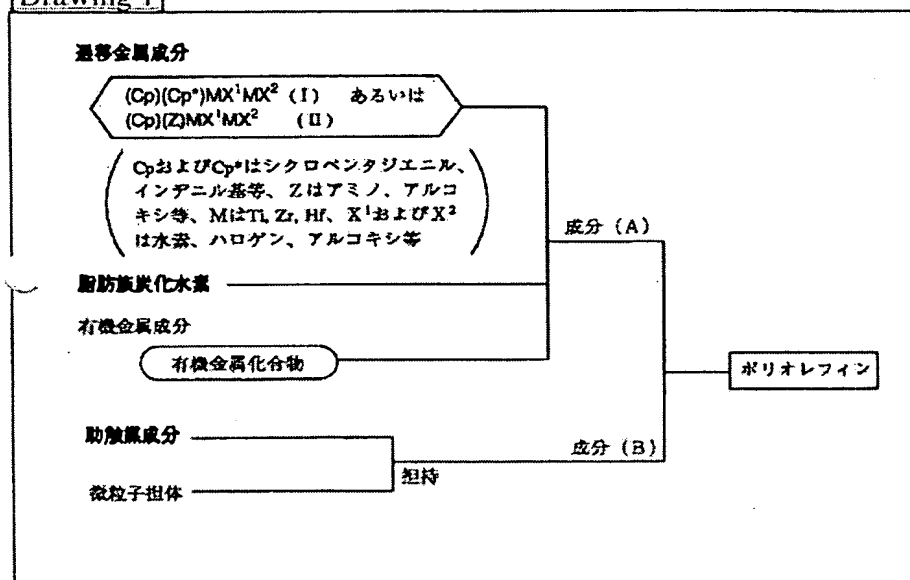 Drawing 1
遷移金属成分
(Cp)(Cp*)MX¹MX² (I) あるいは
(Cp)(Z)MX¹MX² (II)
CpおよびCp*はシクロペンタジエニル、
インデニル基等、Zはアミノ、アルコ
キシ等、MはTi, Zr, Hf、X¹およびX²
は水素、ハロゲン、アルコキシ等
成分 (A)
脂肪族炭化水素
有機金属成分
有機金属化合物
ポリオレフィン
助触媒成分
成分 (B)
担持
微粒子担体